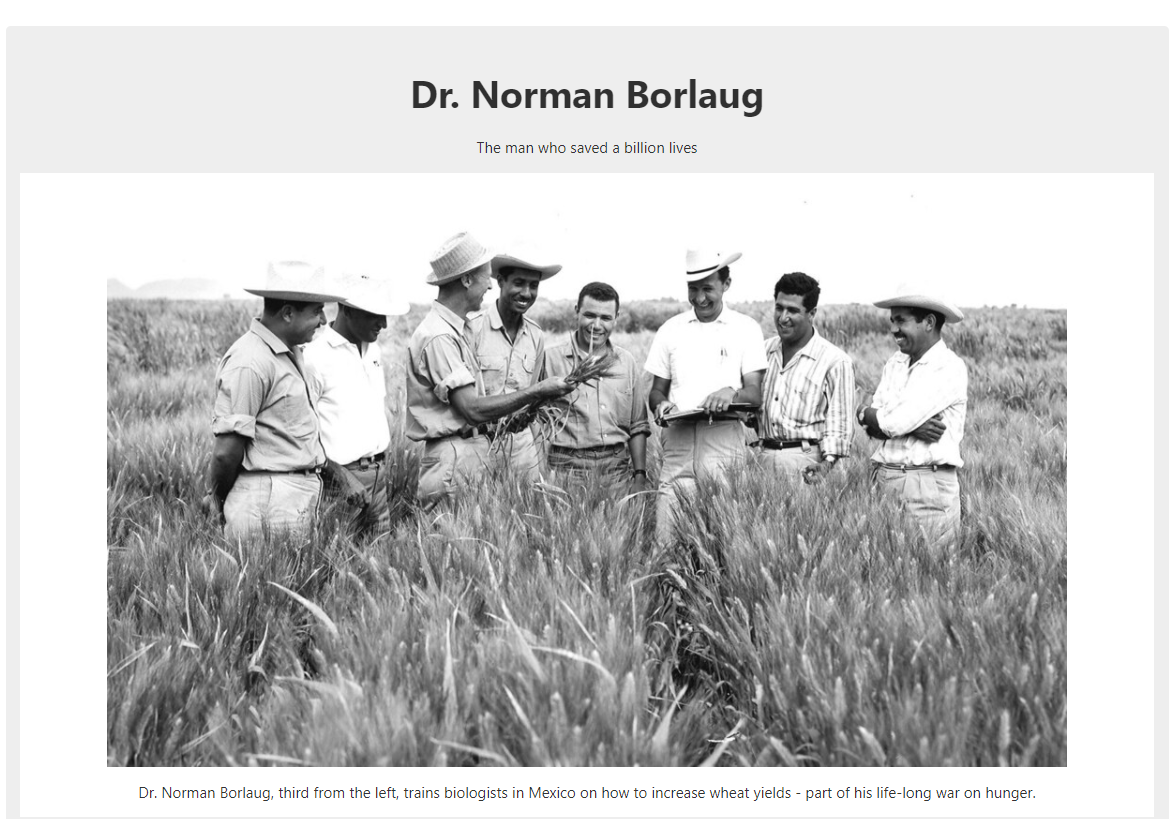 Dr. Norman Borlaug
The man who saved a billion lives
Dr. Norman Borlaug, third from the left, trains biologists in Mexico on how to increase wheat yields - part of his life-long war on hunger.